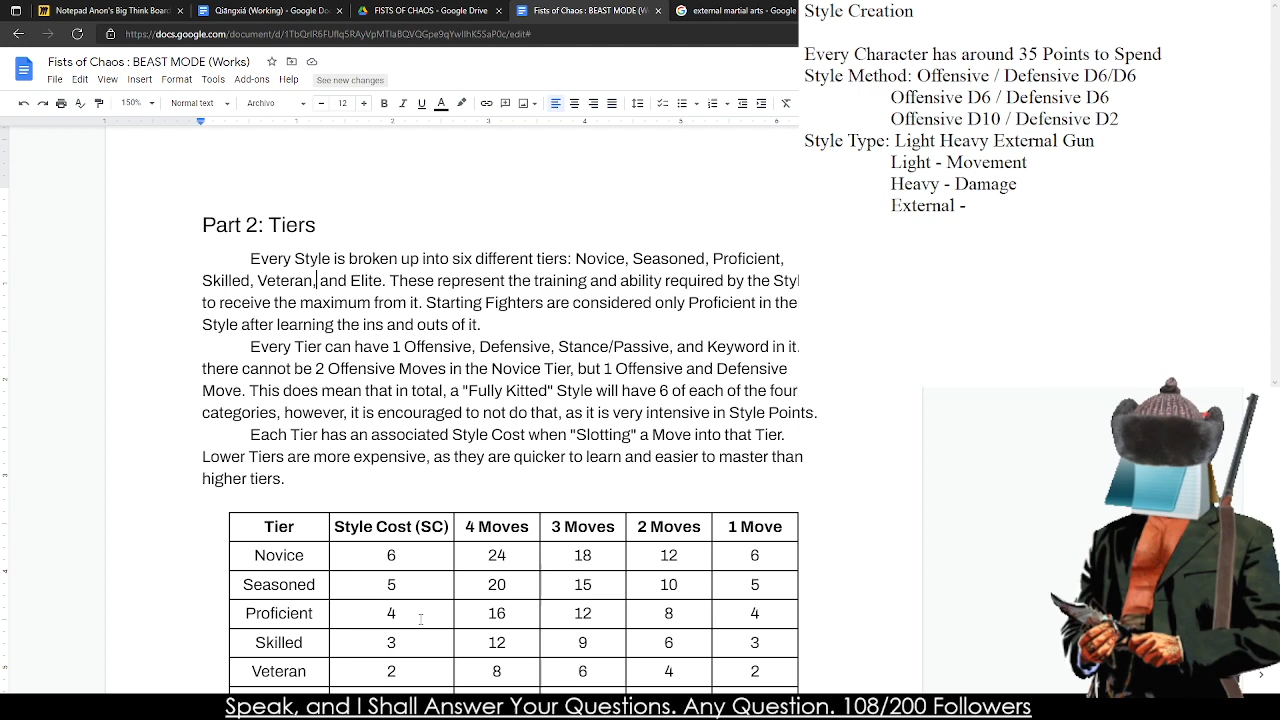 Notepad Anon's Big Think Board
Qiángxiá (Working) - Google Do
FISTS OF CHAOS - Google Drive
Fists of Chaos: BEAST MODE (W
external martial arts - Google
https://docs.google.com/document/d/1TbQrIR6FUflq5RAyVpMTlaBQVQGpe9qYwIIhK5SaP0c/edit#
Fists of Chaos : BEAST MODE (Works)
File Edit View Insert Format Tools Add-ons Help See new changes
150% Normal text Archivo 12
Part 2: Tiers
Every Style is broken up into six different tiers: Novice, Seasoned, Proficient,
Skilled, Veteran, and Elite. These represent the training and ability required by the Styl
to receive the maximum from it. Starting Fighters are considered only Proficient in the
Style after learning the ins and outs of it.
Every Tier can have 1 Offensive, Defensive, Stance/Passive, and Keyword in it.
there cannot be 2 Offensive Moves in the Novice Tier, but 1 Offensive and Defensive
Move. This does mean that in total, a "Fully Kitted" Style will have 6 of each of the four
categories, however, it is encouraged to not do that, as it is very intensive in Style Points.
Each Tier has an associated Style Cost when "Slotting" a Move into that Tier.
Lower Tiers are more expensive, as they are quicker to learn and easier to master than
higher tiers.
Tier Style Cost (SC) 4 Moves 3 Moves 2 Moves 1 Move
Novice 6 24 18 12 6
Seasoned 5 20 15 10 5
Proficient 4 16 12 8 4
Skilled 3 12 9 6 3
Veteran 2 8 6 4 2
Style Creation
Every Character has around 35 Points to Spend
Style Method: Offensive / Defensive D6/D6
Offensive D6 / Defensive D6
Offensive D10 / Defensive D2
Style Type: Light Heavy External Gun
Light - Movement
Heavy - Damage
External -
Speak, and I Shall Answer Your Questions. Any Question. 108/200 Followers